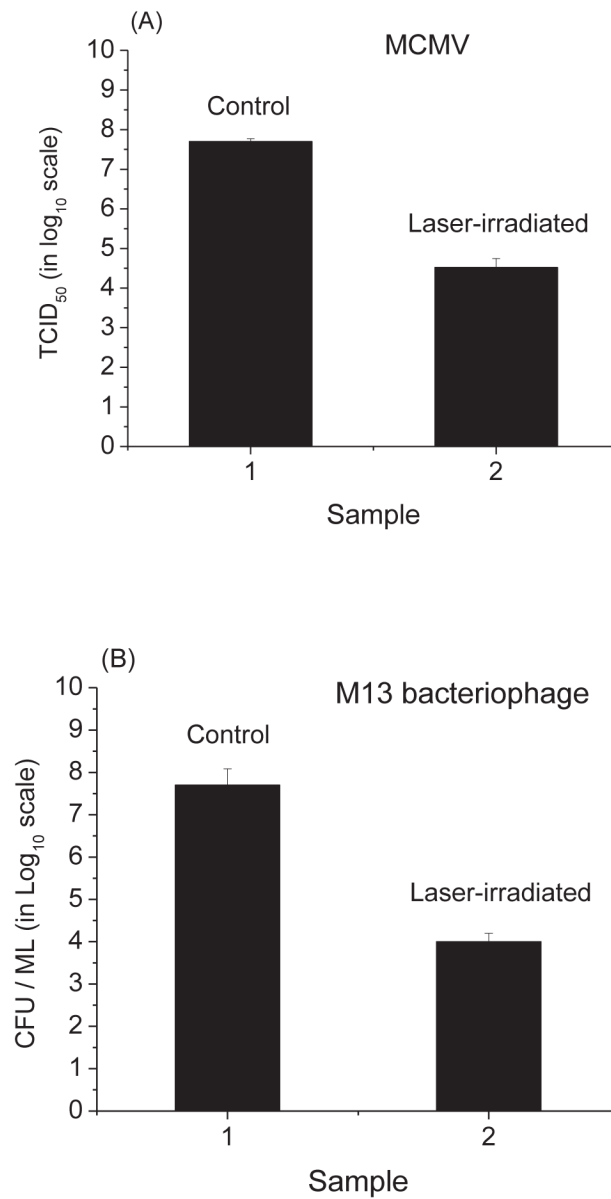 (A)
MCMV
10
9
8
7
6
5
4
3
2
1
0
TCID50 (in log10 scale)
Control
Laser-irradiated
1
2
Sample
(B)
M13 bacteriophage
10
9
8
7
6
5
4
3
2
1
0
CFU / ML (in Log10 scale)
Control
Laser-irradiated
1
2
Sample